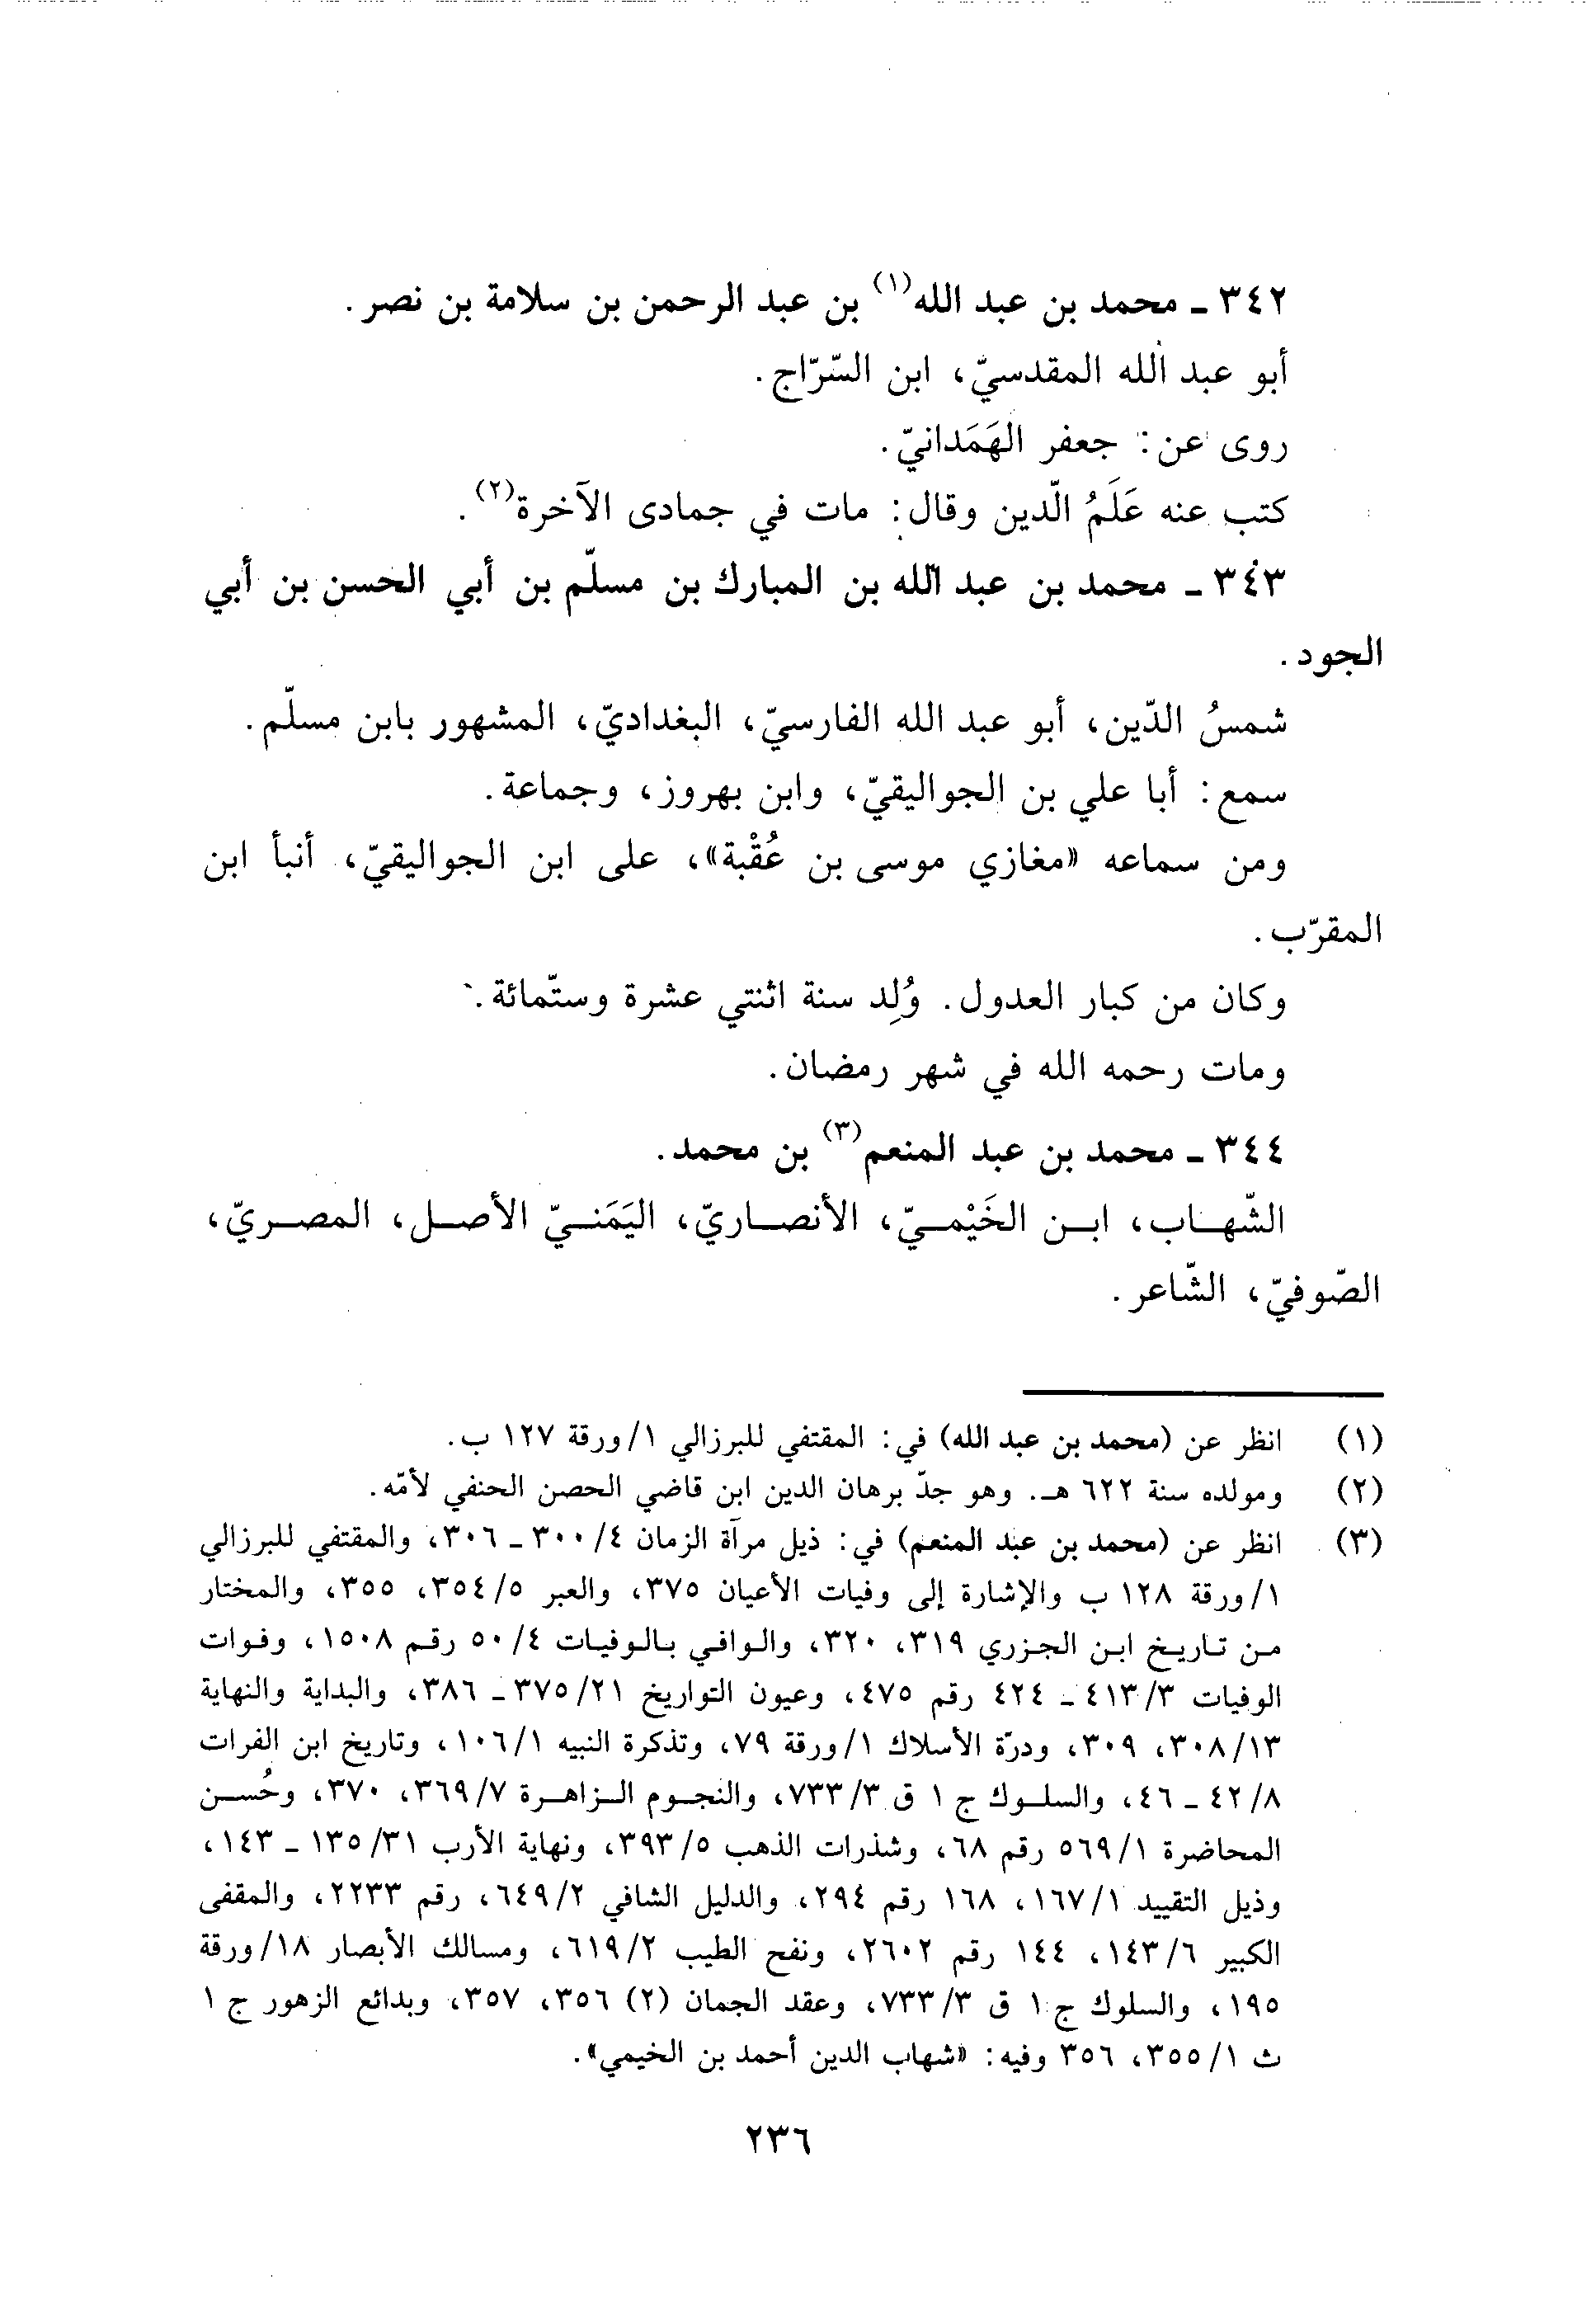 ٣٤٢ ـ محمد بن عبد الله(١) بن عبد الرحمن بن سلامة بن نصر.
أبو عبد الله المقدسيّ، ابن السّرّاج.
روى عن: جعفر الهَمَدانيّ.
كتب عنه عَلَمُ الّدين وقال: مات في جمادى الآخرة(٢).
٣٤٣ ـ محمد بن عبد الله بن المبارك بن مسلّم بن أبي الحسن بن أبي
الجود.
شمسُ الدّين، أبو عبد الله الفارسيّ، البغداديّ، المشهور بابن مسلّم.
سمع: أبا علي بن الجواليقيّ، وابن بهروز، وجماعة.
ومن سماعه «مغازي موسى بن عُقْبة»، على ابن الجواليقيّ، أنبأ ابن
المقرّب.
وكان من كبار العدول. وُلِد سنة اثنتي عشرة وستّمائة.
ومات رحمه الله في شهر رمضان.
٣٤٤ ـ محمد بن عبد المنعم(٣) بن محمد.
الشّهـاب، ابـن الخَيْمـيّ، الأنصـاريّ، اليَمَنـيّ الأصـل، المصـريّ،
الصّوفيّ، الشّاعر.
(١) انظر عن (محمد بن عبد الله) في: المقتفي للبرزالي ١/ورقة ١٢٧ ب.
(٢) ومولده سنة ٦٢٢ هـ. وهو جدّ برهان الدين ابن قاضي الحصن الحنفي لأمّه.
(٣) انظر عن (محمد بن عبد المنعم) في: ذيل مرآة الزمان ٤/٣٠٠ ـ ٣٠٦، والمقتفي للبرزالي
١/ورقة ١٢٨ ب والإشارة إلى وفيات الأعيان ٣٧٥، والعبر ٥/٣٥٤، ٣٥٥، والمختار
من تاريخ ابن الجزري ٣١٩، ٣٢٠، والوافي بالوفيات ٤/٥٠ رقم ١٥٠٨، وفوات
الوفيات ٣/٤١٣ ـ ٤٢٤ رقم ٤٧٥، وعيون التواريخ ٢١/٣٧٥ ـ ٣٨٦، والبداية والنهاية
١٣/٣٠٨، ٣٠٩، ودرّة الأسلاك ١/ورقة ٧٩، وتذكرة النبيه ١/١٠٦، وتاريخ ابن الفرات
٨/٤٢ ـ ٤٦، والسلـوك ج ١ ق ٣/٧٣٣، والنجـوم الـزاهـرة ٧/٣٦٩، ٣٧٠، وحُسـن
المحاضرة ١/٥٦٩ رقم ٦٨، وشذرات الذهب ٥/٣٩٣، ونهاية الأرب ٣١/١٣٥ ـ ١٤٣،
وذيل التقييد ١/١٦٧، ١٦٨ رقم ٢٩٤، والدليل الشافي ٢/٦٤٩، رقم ٢٢٣٣، والمقفى
الكبير ٦/١٤٣، ١٤٤ رقم ٢٦٠٢، ونفح الطيب ٢/٦١٩، ومسالك الأبصار ١٨/ورقة
١٩٥، والسلوك ج ١ ق ٣/٧٣٣، وعقد الجمان (٢) ٣٥٦، ٣٥٧، وبدائع الزهور ج ١
ث ١/٣٥٥، ٣٥٦ وفيه: «شهاب الدين أحمد بن الخيمي».
٢٣٦